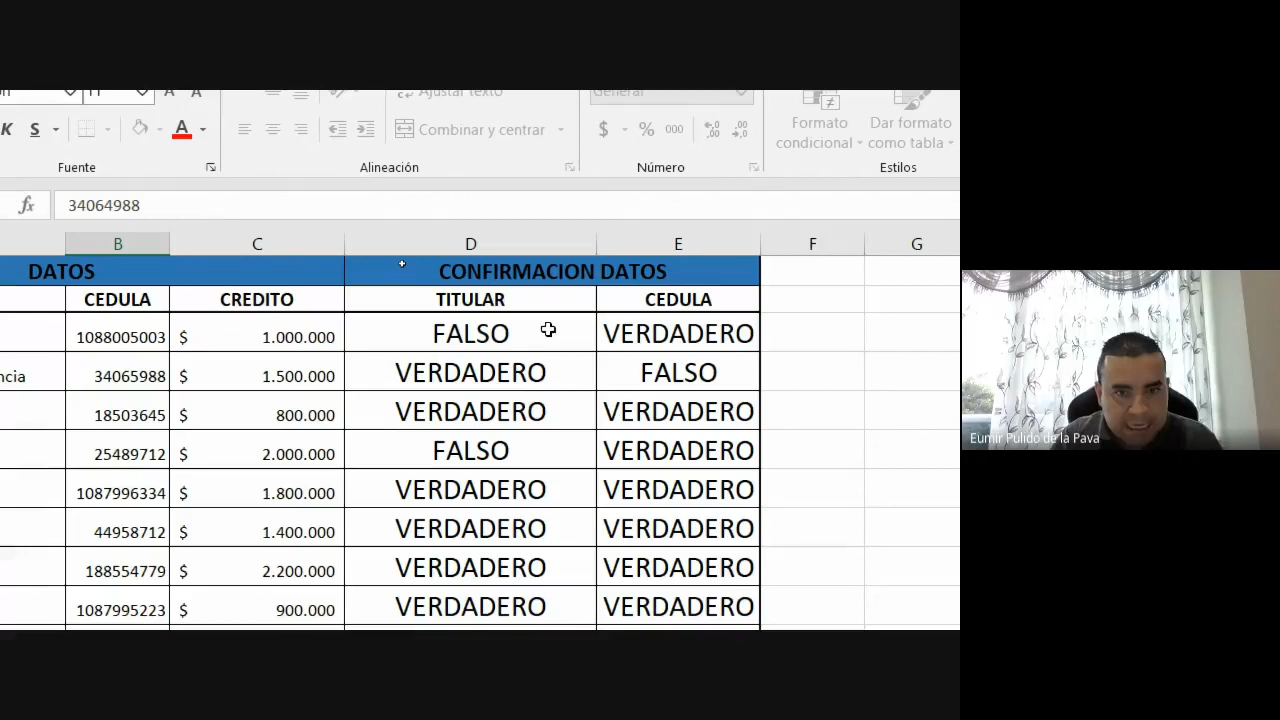 Ajustar texto
General
K S A
Combinar y centrar
$ % 000
Formato condicional
Dar formato como tabla
Fuente
Alineación
Número
Estilos
fx 34064988
B C D E F G
DATOS CONFIRMACION DATOS
CEDULA CREDITO TITULAR CEDULA
1088005003 $ 1.000.000 FALSO VERDADERO
ncia 34065988 $ 1.500.000 VERDADERO FALSO
18503645 $ 800.000 VERDADERO VERDADERO
25489712 $ 2.000.000 FALSO VERDADERO
1087996334 $ 1.800.000 VERDADERO VERDADERO
44958712 $ 1.400.000 VERDADERO VERDADERO
188554779 $ 2.200.000 VERDADERO VERDADERO
1087995223 $ 900.000 VERDADERO VERDADERO
Eumir Pulido de la Pava